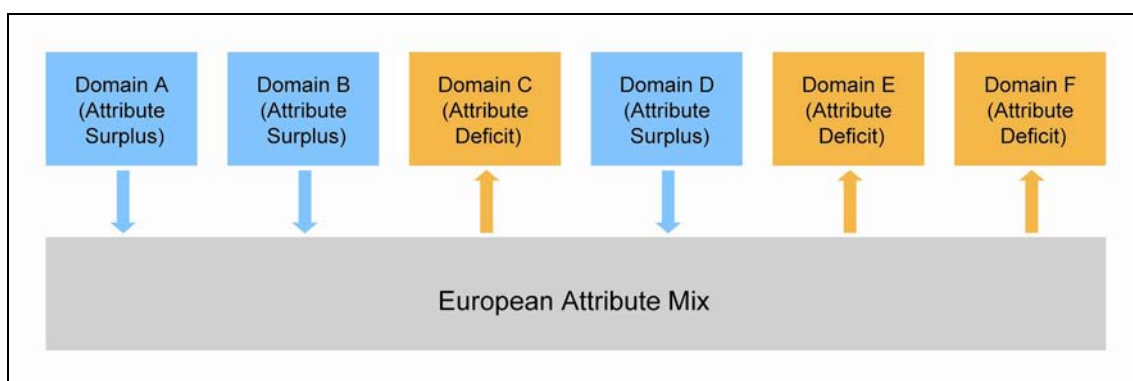 Domain A
(Attribute
Surplus)
Domain B
(Attribute
Surplus)
Domain C
(Attribute
Deficit)
Domain D
(Attribute
Surplus)
Domain E
(Attribute
Deficit)
Domain F
(Attribute
Deficit)
European Attribute Mix